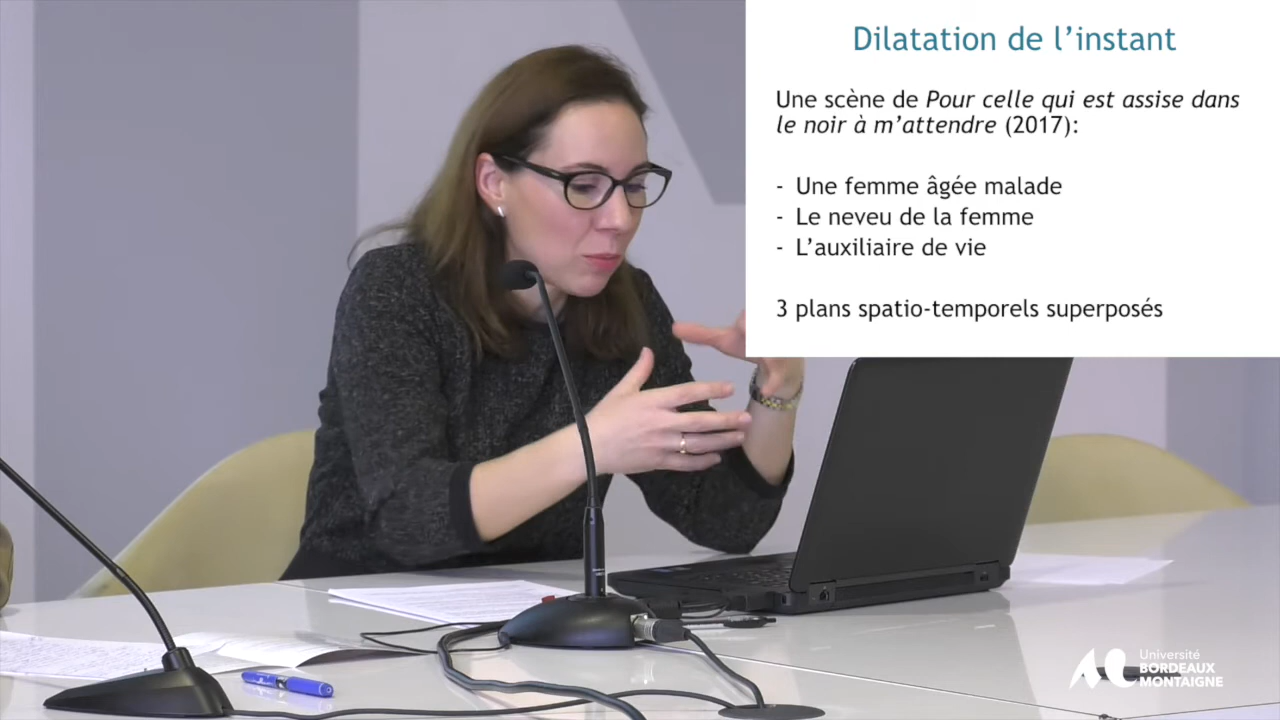 Dilatation de l’instant
Une scène de Pour celle qui est assise dans
le noir à m’attendre (2017):
- Une femme âgée malade
- Le neveu de la femme
- L’auxiliaire de vie
3 plans spatio-temporels superposés
Université
BORDEAUX
MONTAIGNE